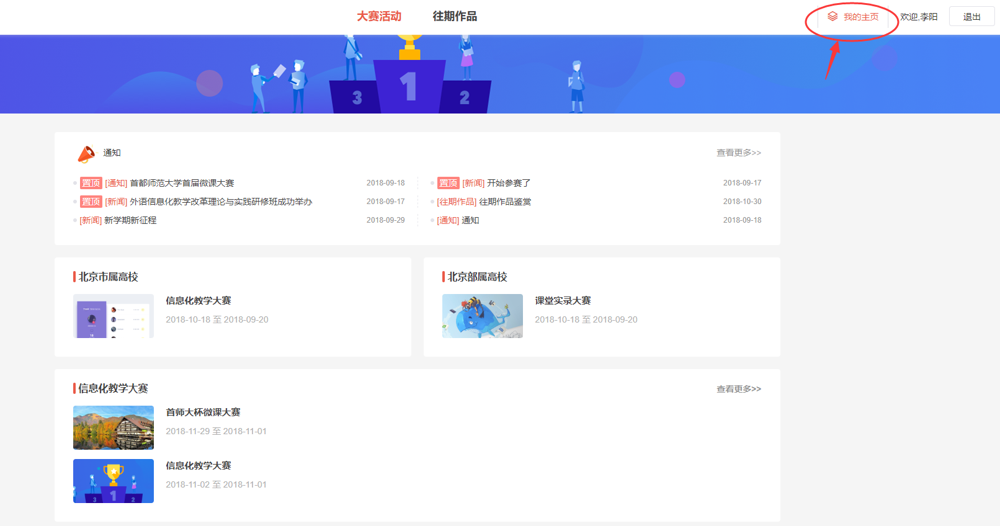 大赛活动 往期作品 我的主页 欢迎,李阳 退出
3 1 2
通知 查看更多>>
置顶 [通知] 首都师范大学首届微课大赛 2018-09-18
置顶 [新闻] 开始参赛了 2018-09-17
置顶 [新闻] 外语信息化教学改革理论与实践研修班成功举办 2018-09-17
[往期作品] 往期作品鉴赏 2018-10-30
[新闻] 新学期新征程 2018-09-29
[通知] 通知 2018-09-18
北京市属高校
TOP
18
信息化教学大赛
2018-10-18 至 2018-09-20
北京部属高校
课堂实录大赛
2018-10-18 至 2018-09-20
信息化教学大赛 查看更多>>
首师大杯微课大赛
2018-11-29 至 2018-11-01
信息化教学大赛
2018-11-02 至 2018-11-01
3 1 2